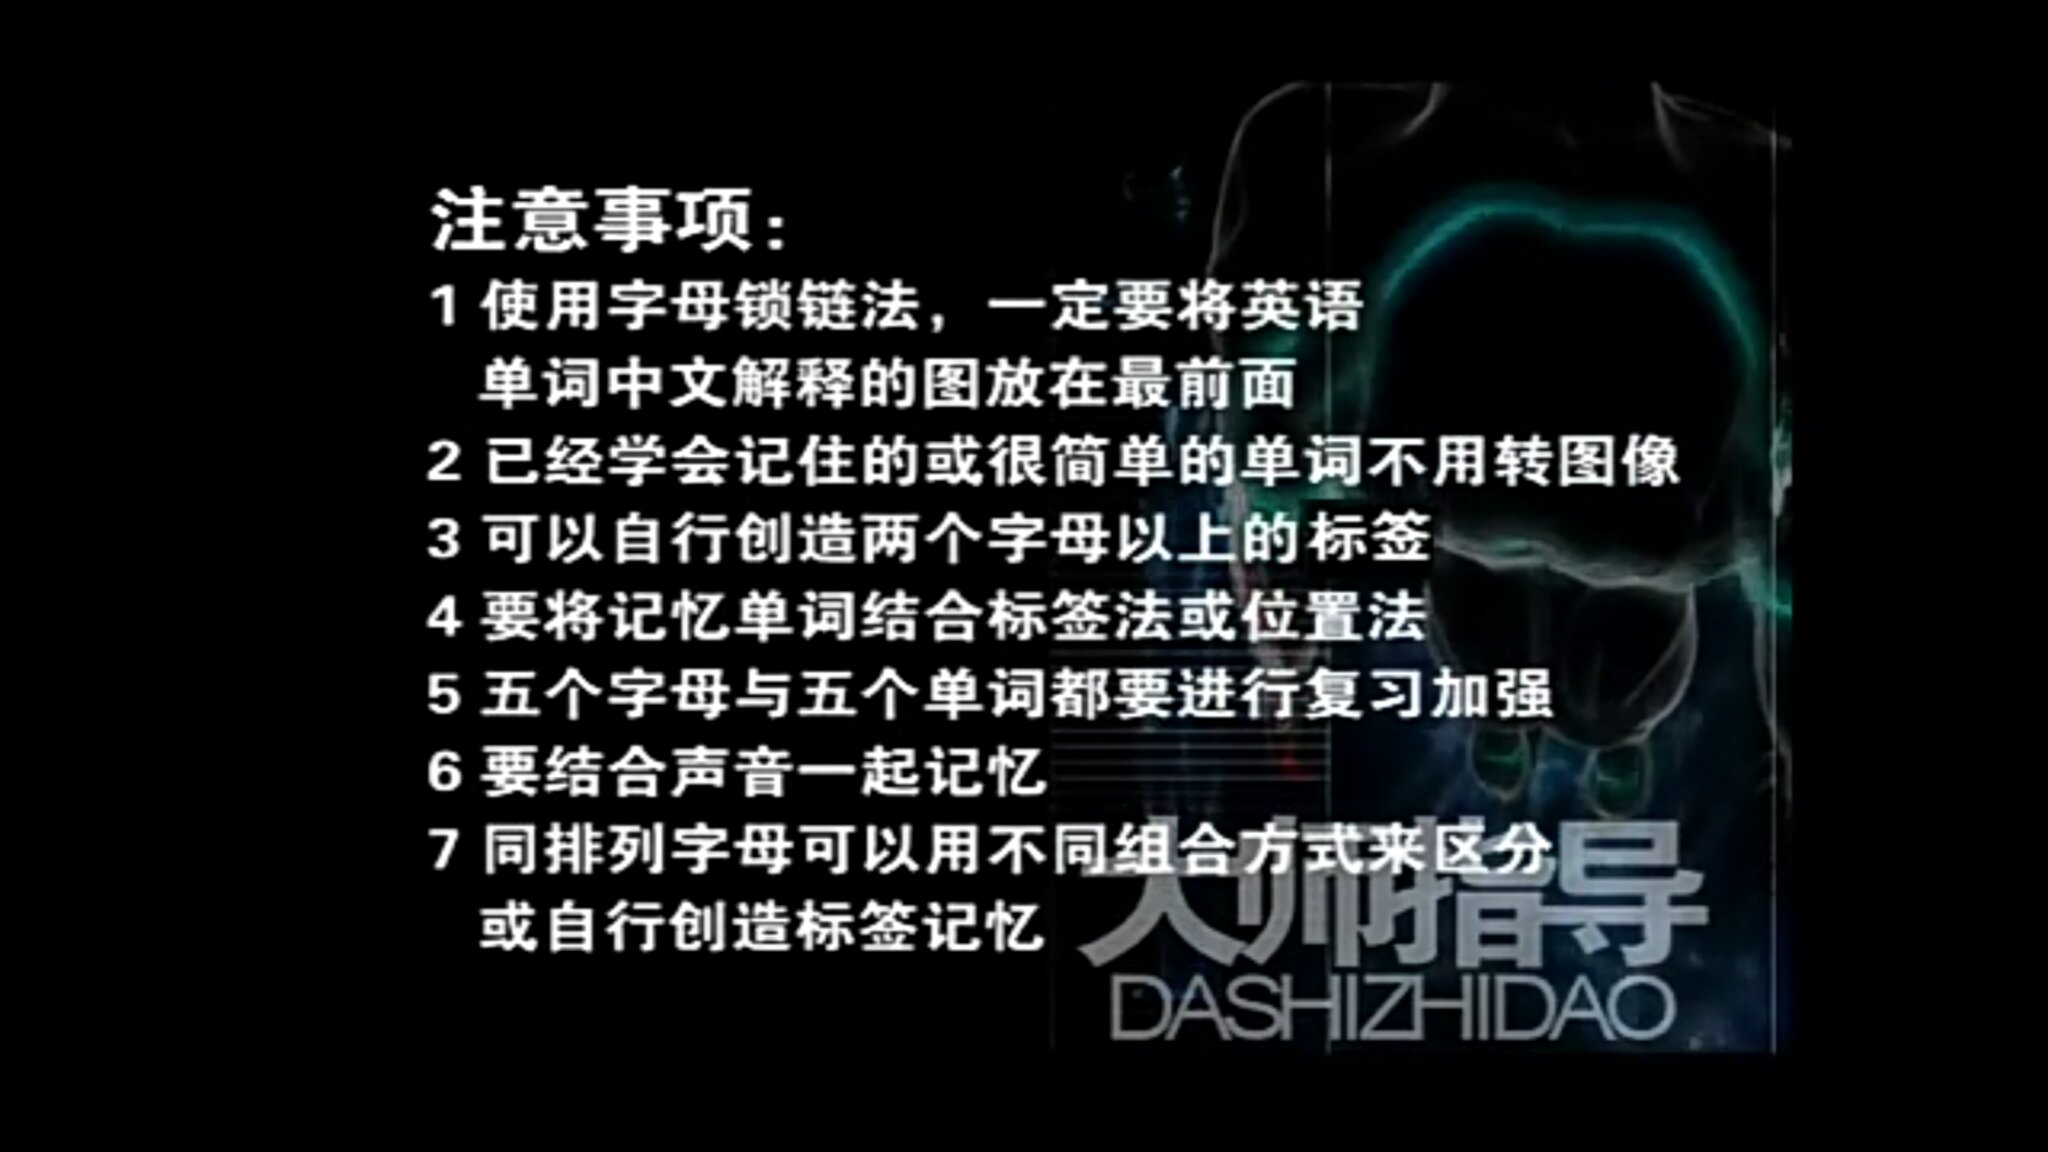 注意事项：
1 使用字母锁链法，一定要将英语
单词中文解释的图放在最前面
2 已经学会记住的或很简单的单词不用转图像
3 可以自行创造两个字母以上的标签
4 要将记忆单词结合标签法或位置法
5 五个字母与五个单词都要进行复习加强
6 要结合声音一起记忆
7 同排列字母可以用不同组合方式来区分
或自行创造标签记忆
大师指导
DASHIZHIDAO